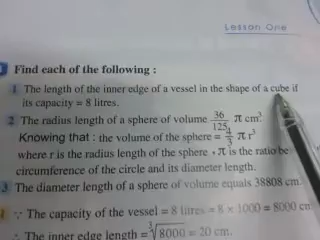 Lesson One
Find each of the following :
1 The length of the inner edge of a vessel in the shape of a cube if
its capacity = 8 litres.
2 The radius length of a sphere of volume 36/125 π cm³
Knowing that : the volume of the sphere = 4/3 π r³
where r is the radius length of the sphere , π is the ratio be
circumference of the circle and its diameter length.
3 The diameter length of a sphere of volume equals 38808 cm
∵ The capacity of the vessel = 8 litres = 8 × 1000 = 8000 cm
∴ The inner edge length = ∛8000 = 20 cm.